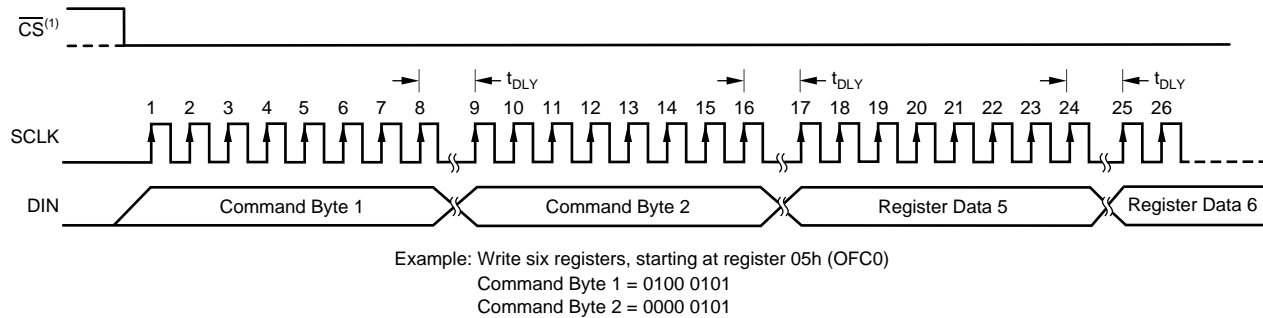 CS(1)
t_DLY t_DLY t_DLY
1 2 3 4 5 6 7 8 9 10 11 12 13 14 15 16 17 18 19 20 21 22 23 24 25 26
SCLK
DIN Command Byte 1 Command Byte 2 Register Data 5 Register Data 6
Example: Write six registers, starting at register 05h (OFC0)
Command Byte 1 = 0100 0101
Command Byte 2 = 0000 0101